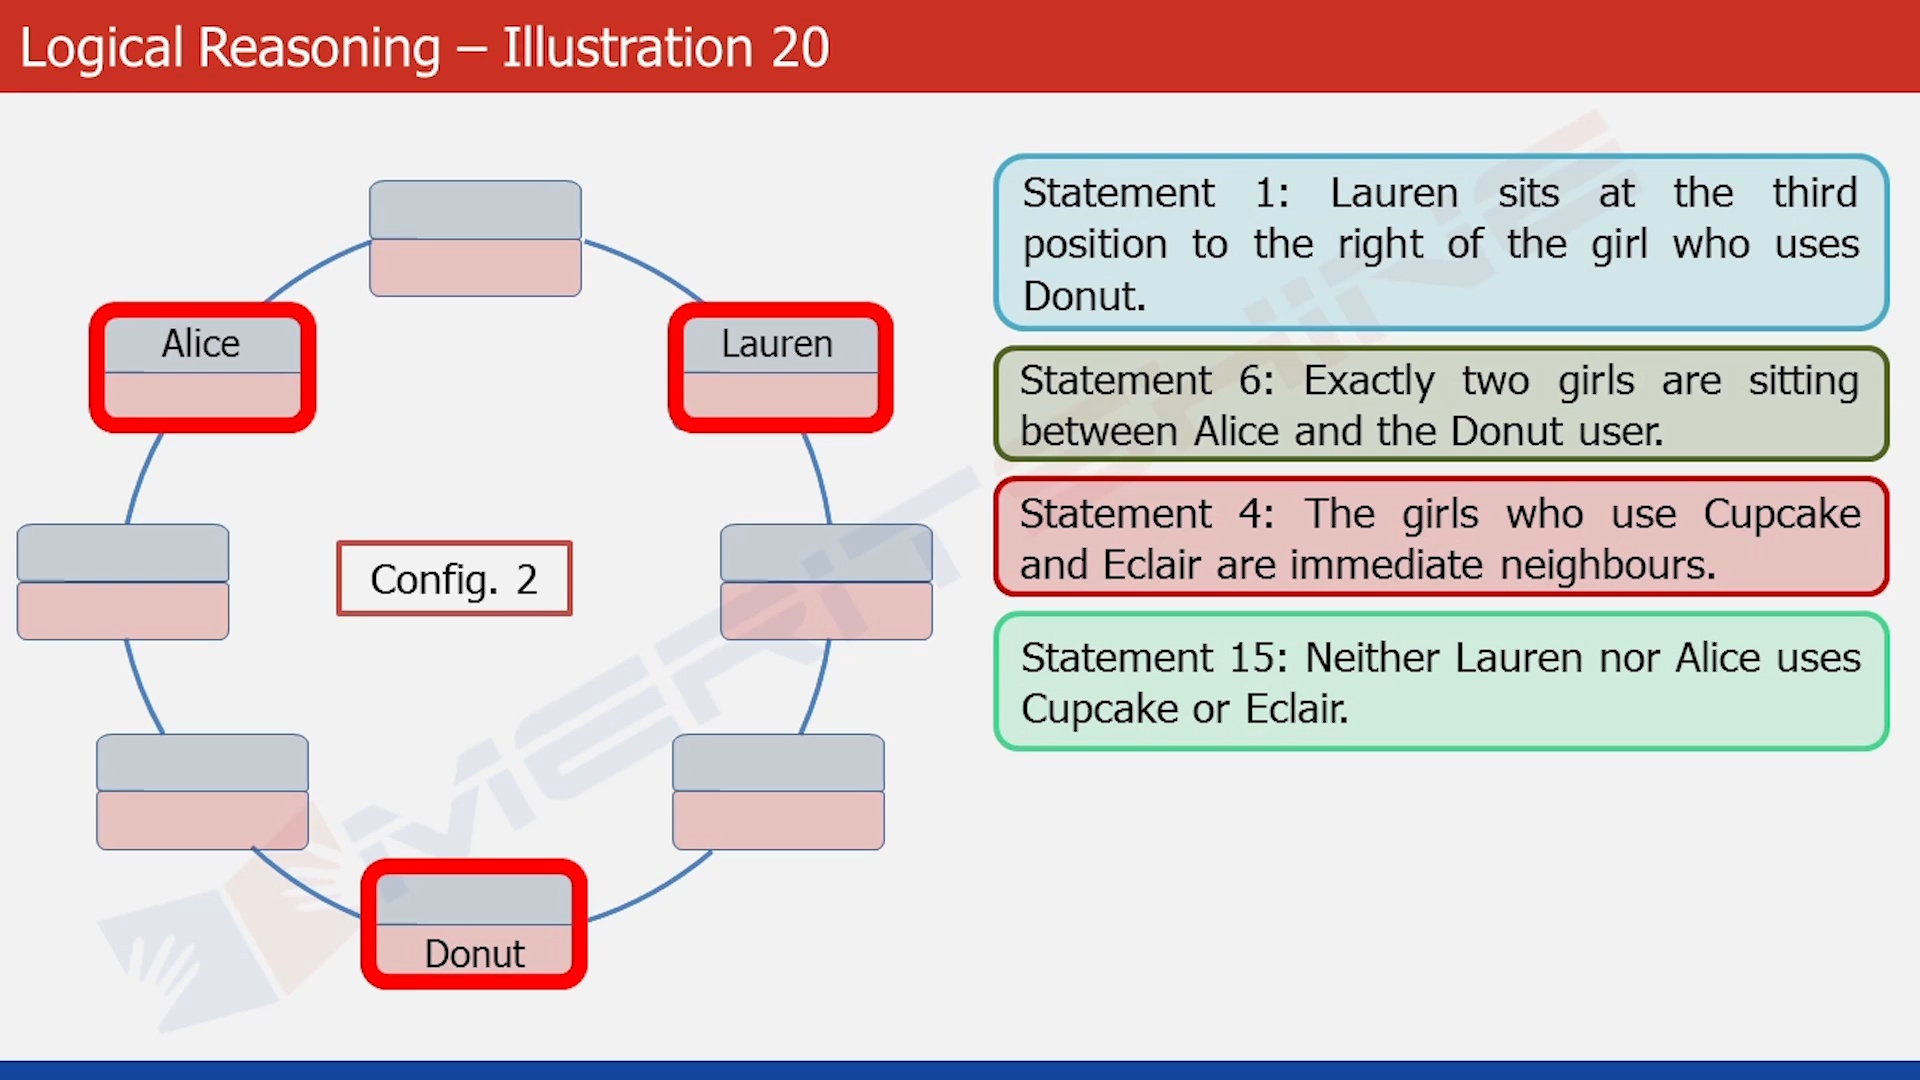 Logical Reasoning – Illustration 20
Alice
Lauren
Config. 2
Donut
Statement 1: Lauren sits at the third
position to the right of the girl who uses
Donut.
Statement 6: Exactly two girls are sitting
between Alice and the Donut user.
Statement 4: The girls who use Cupcake
and Eclair are immediate neighbours.
Statement 15: Neither Lauren nor Alice uses
Cupcake or Eclair.
MERITSHINE